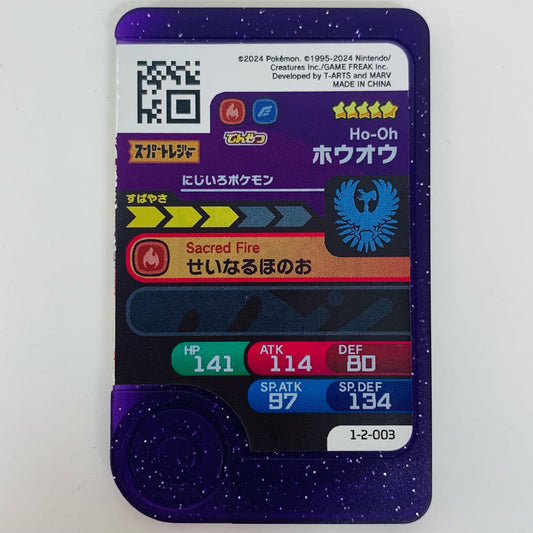 ©2024 Pokémon. ©1995-2024 Nintendo/
Creatures Inc./GAME FREAK inc.
Developed by T-ARTS and MARV
MADE IN CHINA
でんせつ
Ho-Oh
スーパートレジャー
ホウオウ
にじいろポケモン
すばやさ
Sacred Fire
せいなるほのお
HP
141
ATK
114
DEF
80
SP.ATK
97
SP.DEF
134
1-2-003